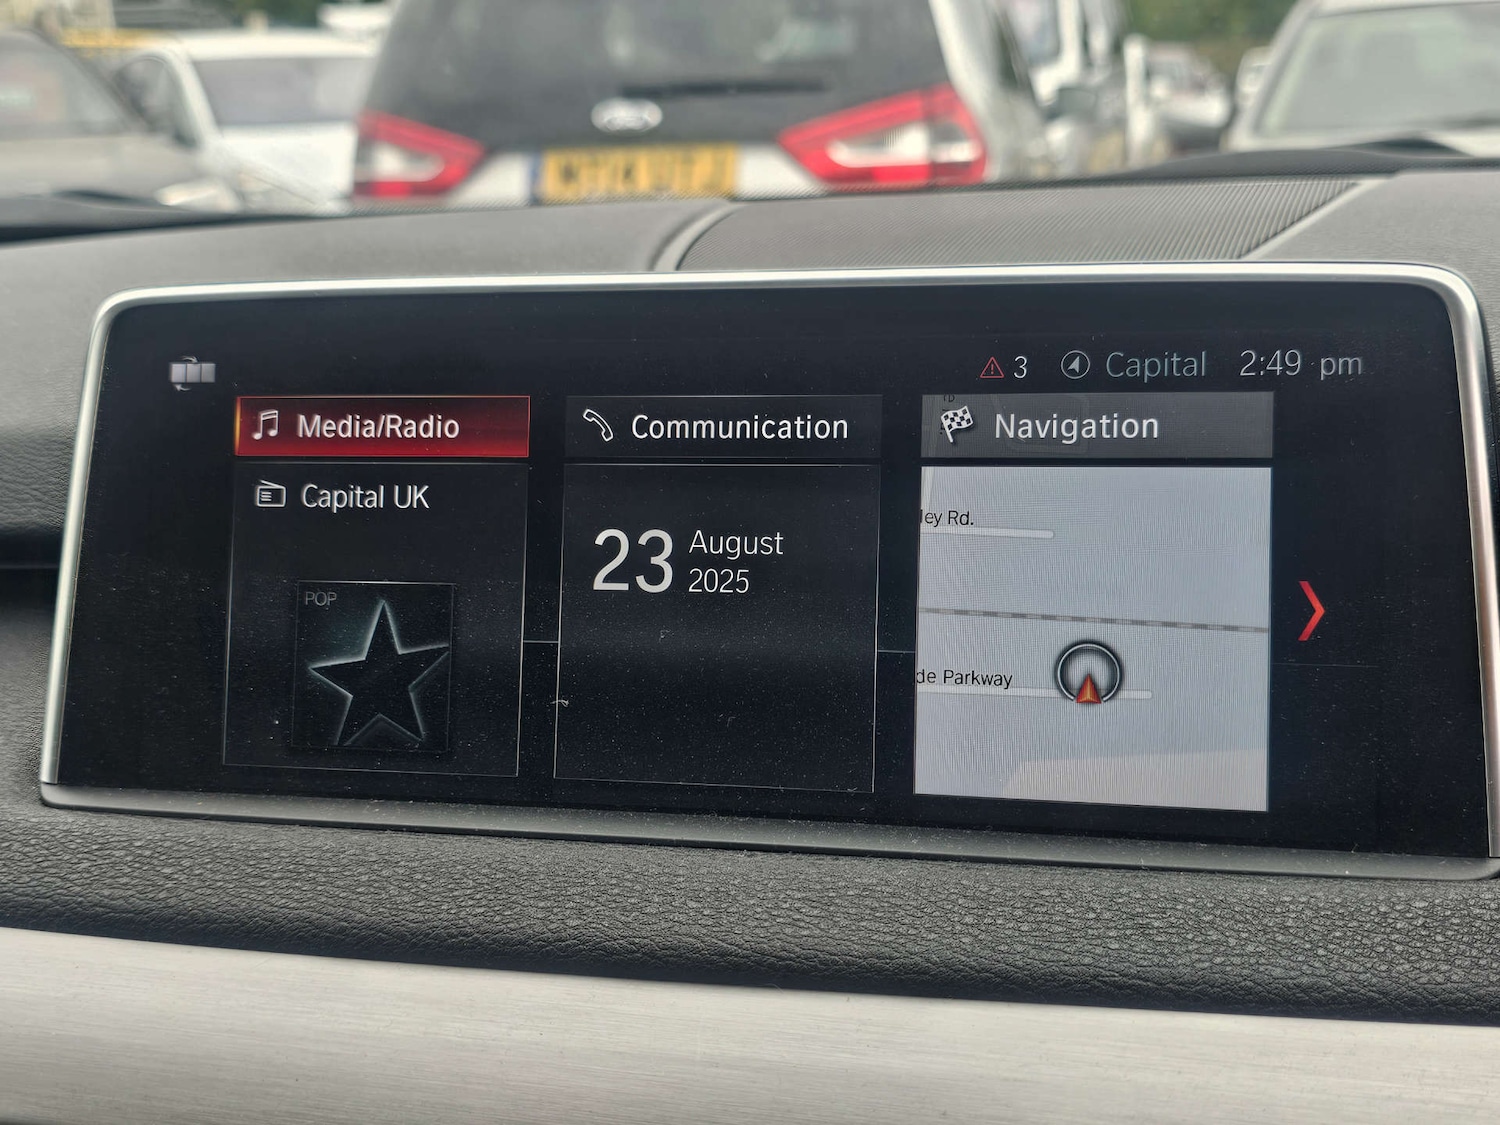 3 Capital 2:49 pm
Media/Radio
Communication
Navigation
Capital UK
POP
23 August
2025
ley Rd.
de Parkway
Ford